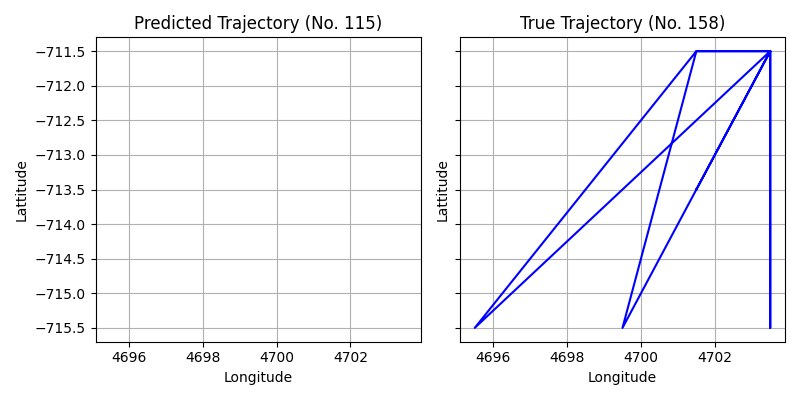 Predicted Trajectory (No. 115)
−711.5
−712.0
−712.5
−713.0
−713.5
−714.0
−714.5
−715.0
−715.5
Lattitude
4696 4698 4700 4702
Longitude
True Trajectory (No. 158)
Lattitude
4696 4698 4700 4702
Longitude